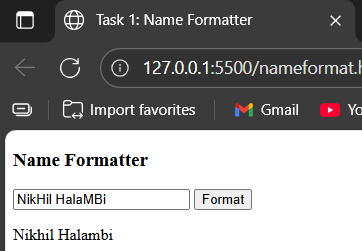 Task 1: Name Formatter
127.0.0.1:5500/nameformat.
Import favorites Gmail
Name Formatter
NikHil HalaMBi Format
Nikhil Halambi